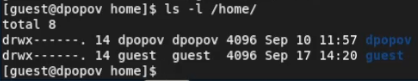 [guest@dpopov home]$ ls -l /home/
total 8
drwx------. 14 dpopov dpopov 4096 Sep 10 11:57 dpopov
drwx------. 14 guest  guest  4096 Sep 17 14:20 guest
[guest@dpopov home]$